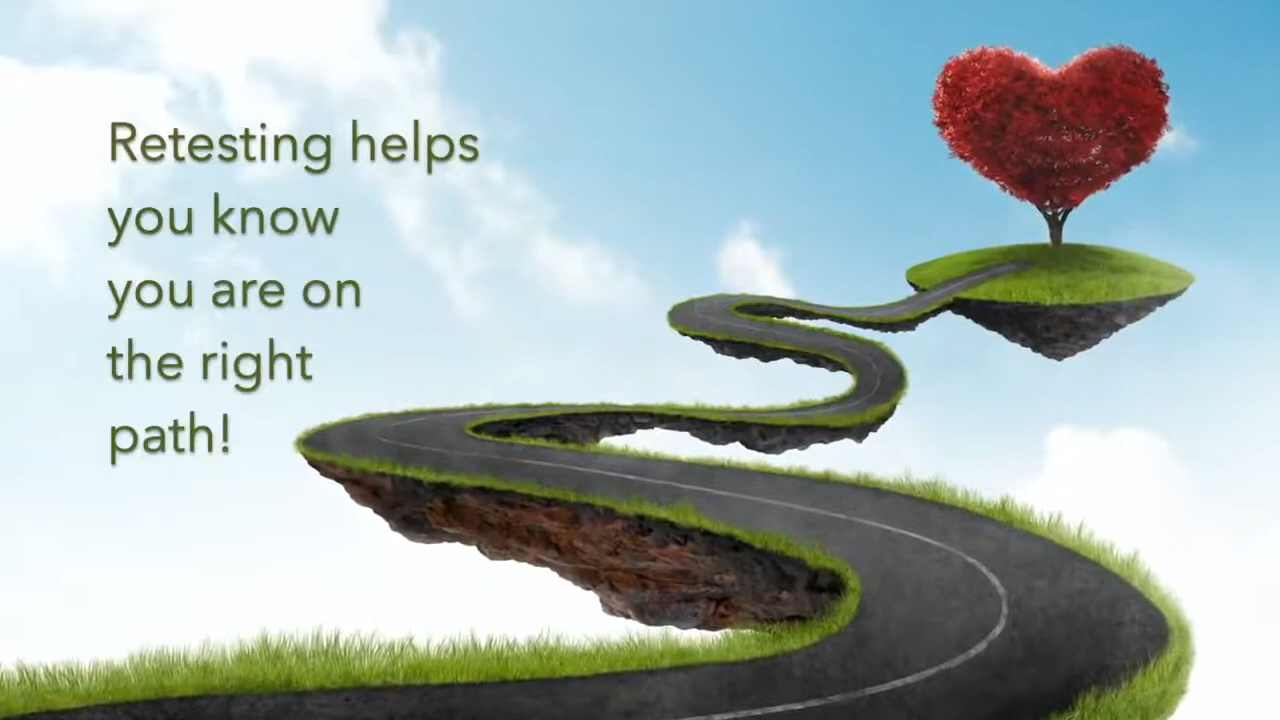 Retesting helps
you know
you are on
the right
path!